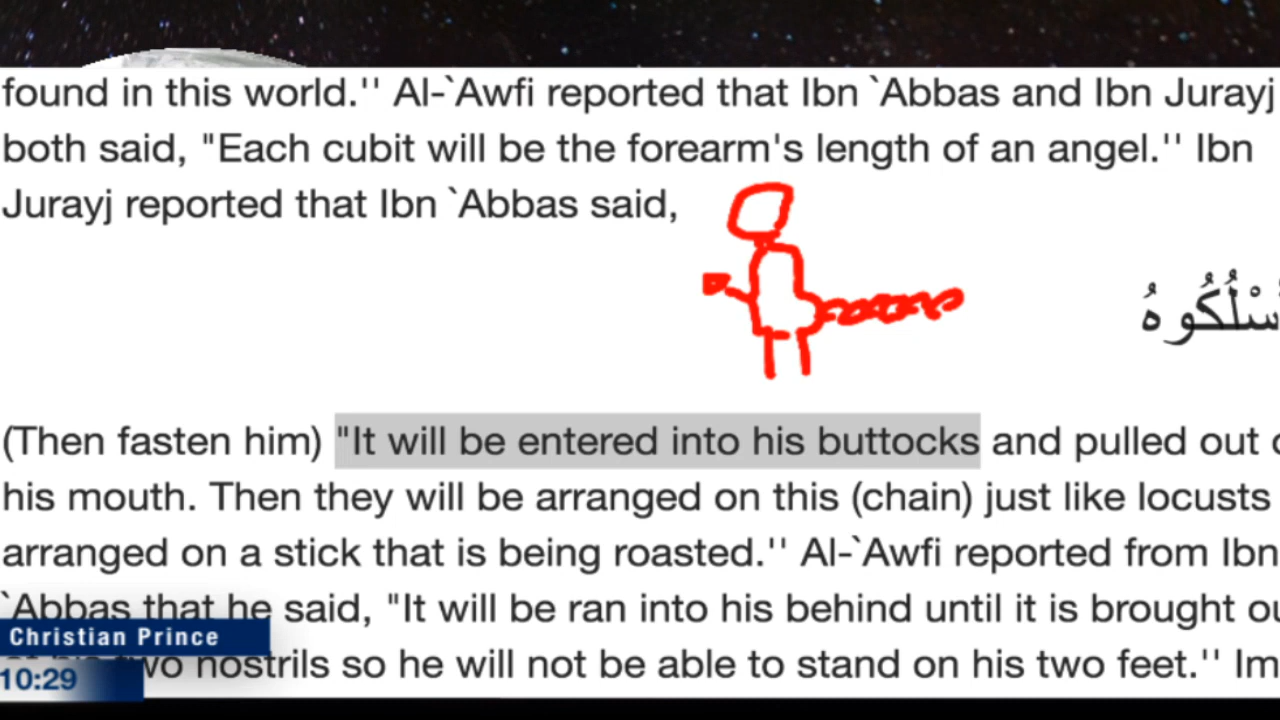 found in this world.'' Al-`Awfi reported that Ibn `Abbas and Ibn Jurayj
both said, "Each cubit will be the forearm's length of an angel.'' Ibn
Jurayj reported that Ibn `Abbas said,
(Then fasten him) "It will be entered into his buttocks and pulled out
his mouth. Then they will be arranged on this (chain) just like locusts
arranged on a stick that is being roasted.'' Al-`Awfi reported from Ibn
`Abbas that he said, "It will be ran into his behind until it is brought
two nostrils so he will not be able to stand on his two feet.''
Christian Prince
10:29